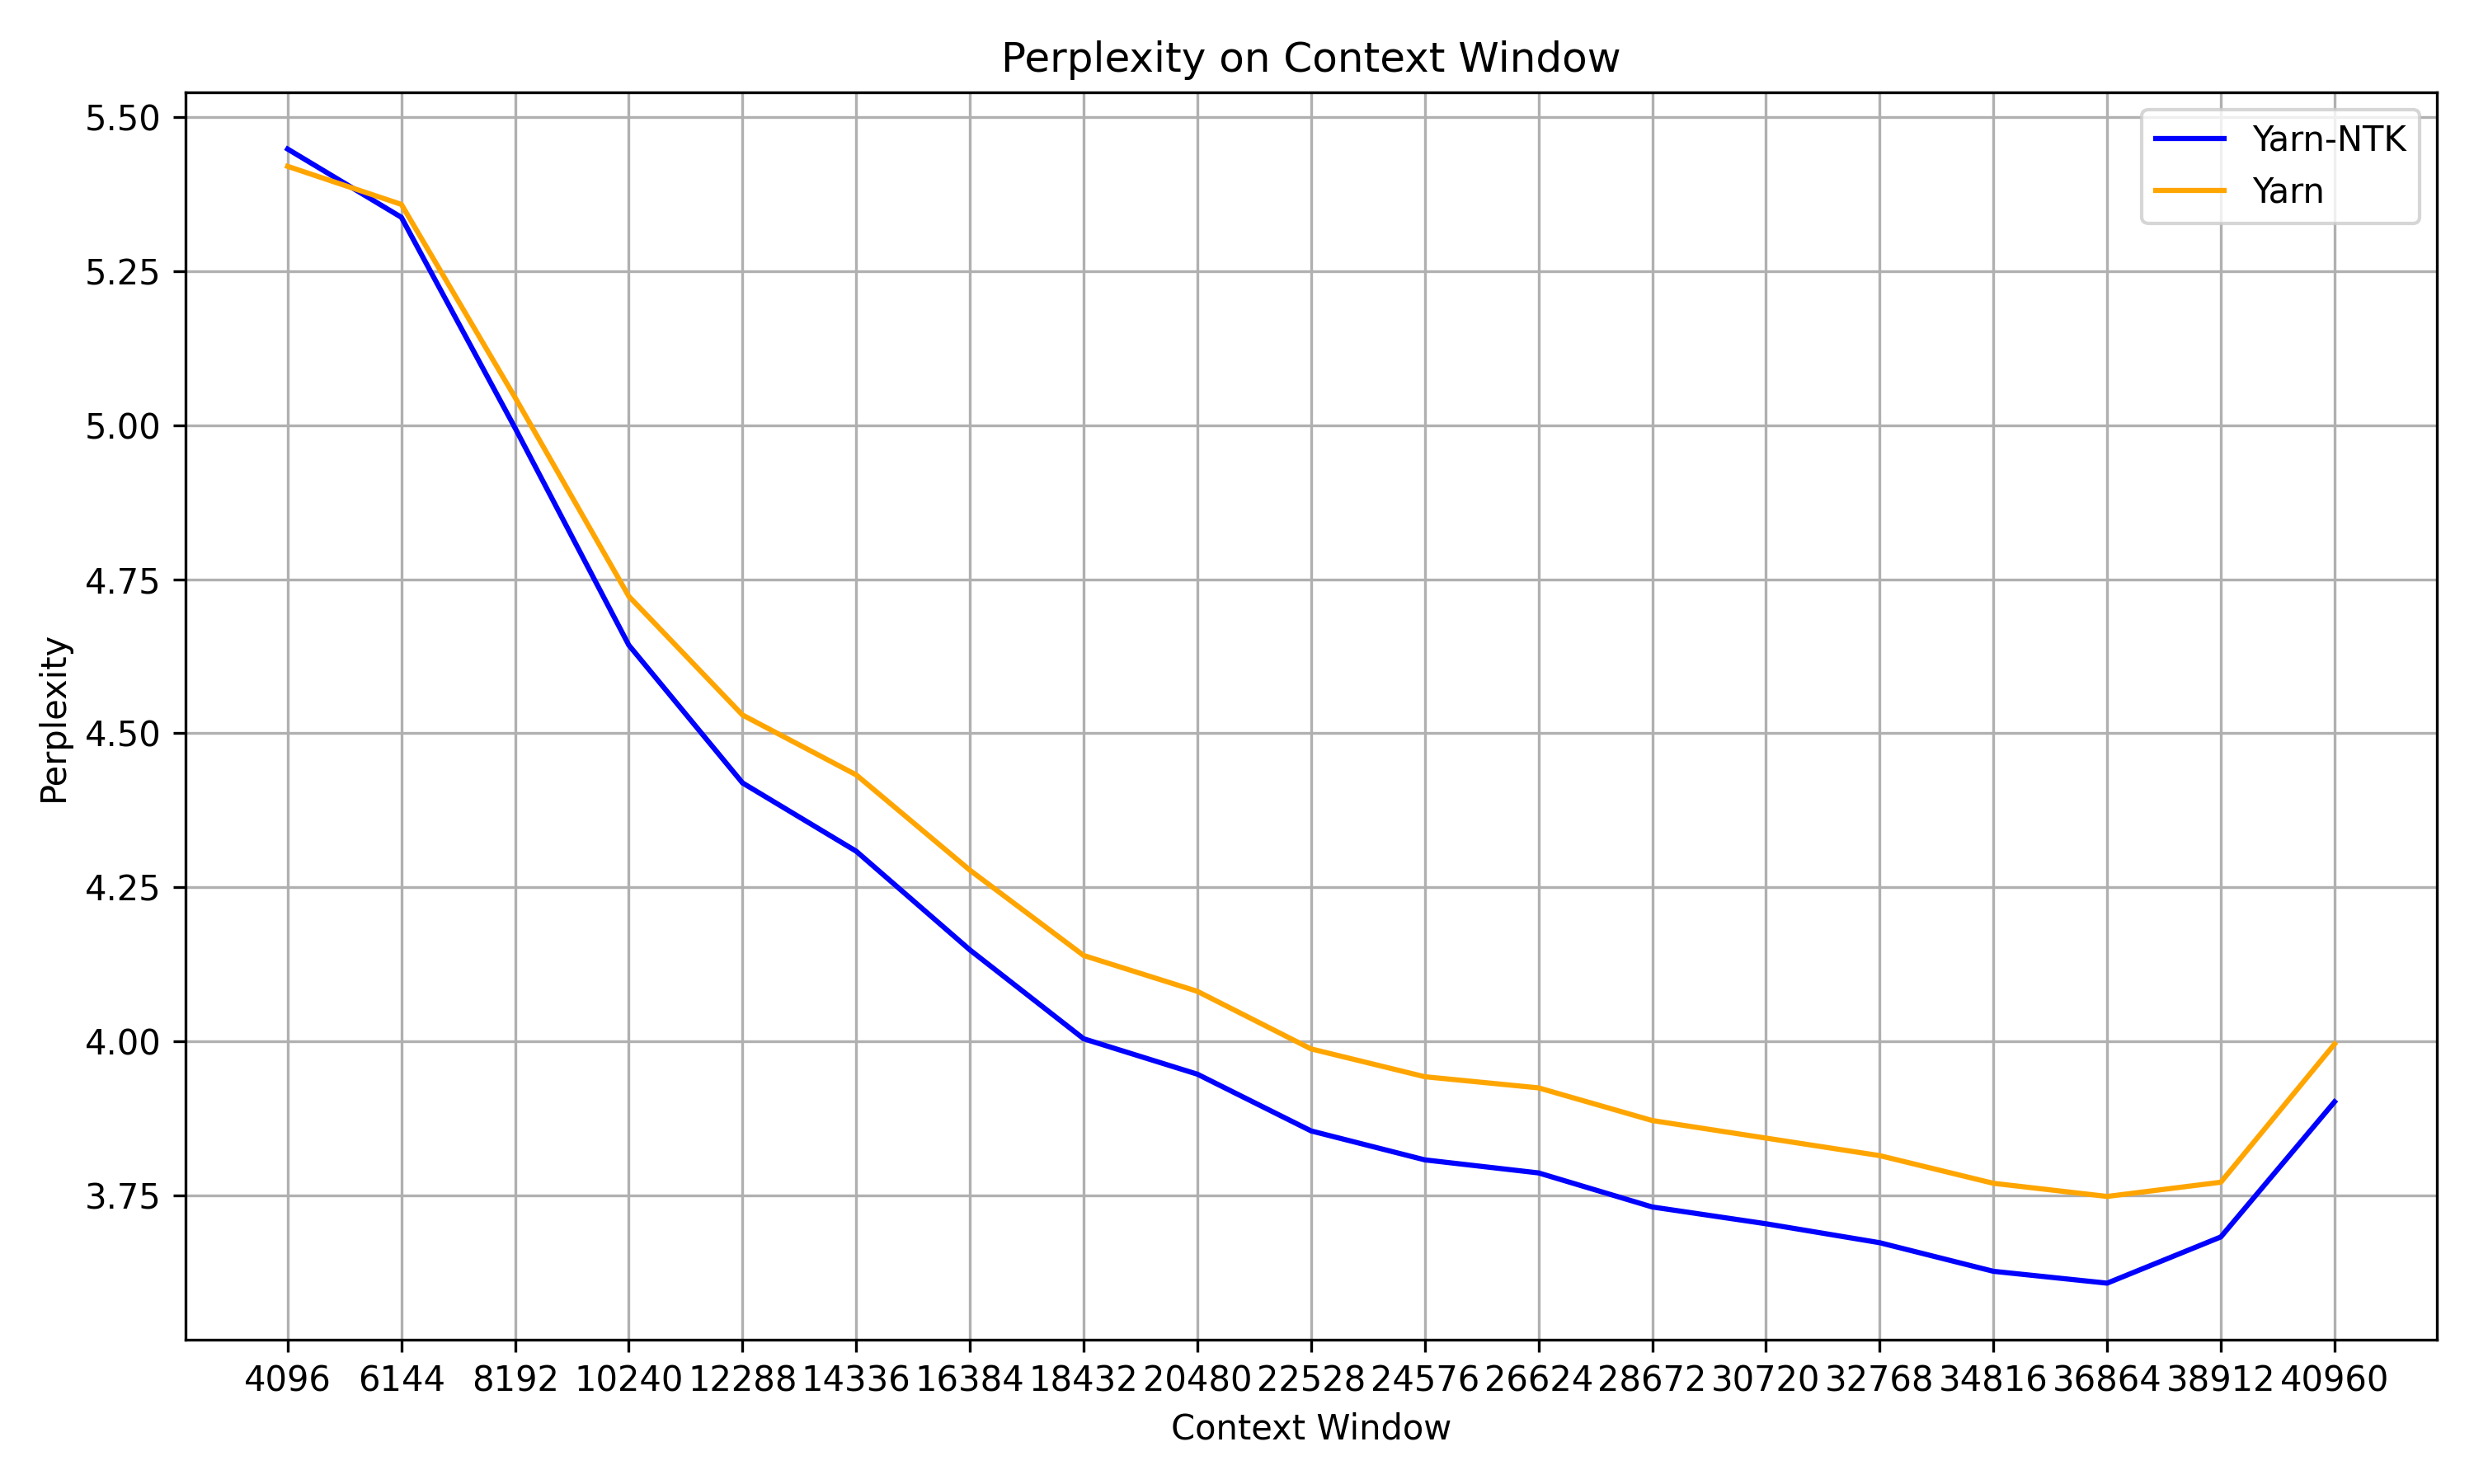 Perplexity on Context Window
Yarn-NTK
Yarn
5.50
5.25
5.00
4.75
4.50
4.25
4.00
3.75
Perplexity
4096 6144 8192 10240 12288 14336 16384 18432 20480 22528 24576 26624 28672 30720 32768 34816 36864 38912 40960
Context Window